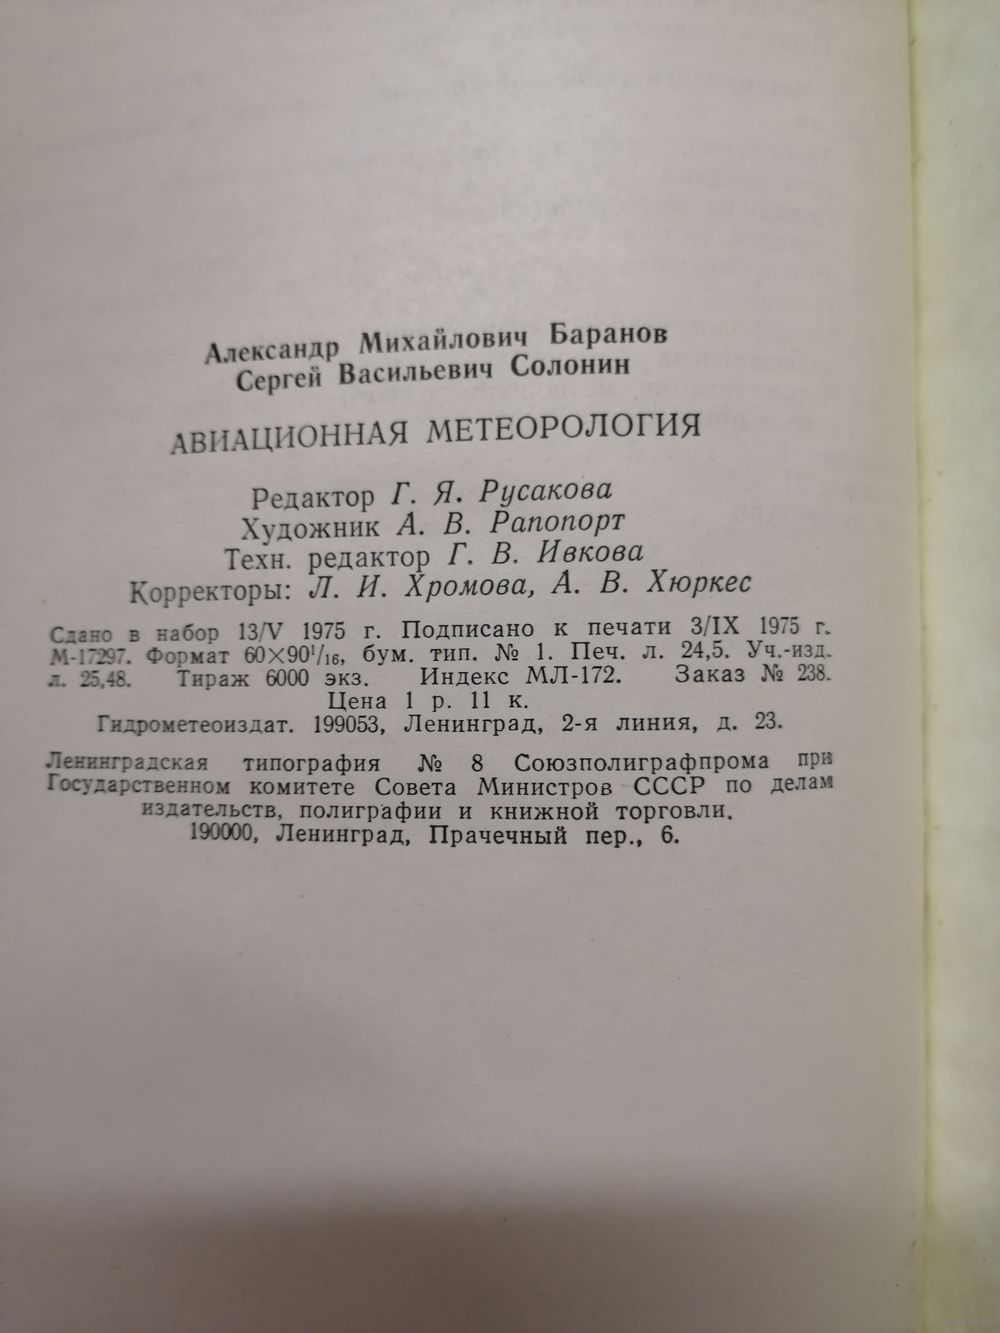 Александр Михайлович Баранов
Сергей Васильевич Солонин
АВИАЦИОННАЯ МЕТЕОРОЛОГИЯ
Редактор Г. Я. Русакова
Художник А. В. Рапопорт
Техн. редактор Г. В. Ивкова
Корректоры: Л. И. Хромова, А. В. Хюркес
Сдано в набор 13/V 1975 г. Подписано к печати 3/IX 1975 г.
М-17297. Формат 60×90¹/₁₆, бум. тип. № 1. Печ. л. 24,5. Уч.-изд.
л. 25,48. Тираж 6000 экз. Индекс МЛ-172. Заказ № 238.
Цена 1 р. 11 к.
Гидрометеоиздат. 199053, Ленинград, 2-я линия, д. 23.
Ленинградская типография № 8 Союзполиграфпрома при
Государственном комитете Совета Министров СССР по делам
издательств, полиграфии и книжной торговли.
190000, Ленинград, Прачечный пер., 6.